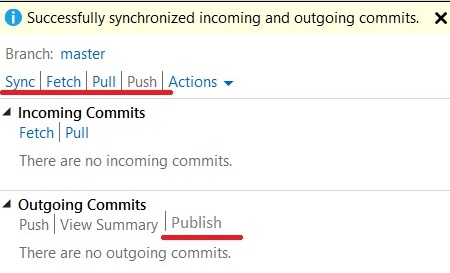 Successfully synchronized incoming and outgoing commits.
Branch: master
Sync | Fetch | Pull | Push | Actions
Incoming Commits
Fetch | Pull
There are no incoming commits.
Outgoing Commits
Push | View Summary | Publish
There are no outgoing commits.